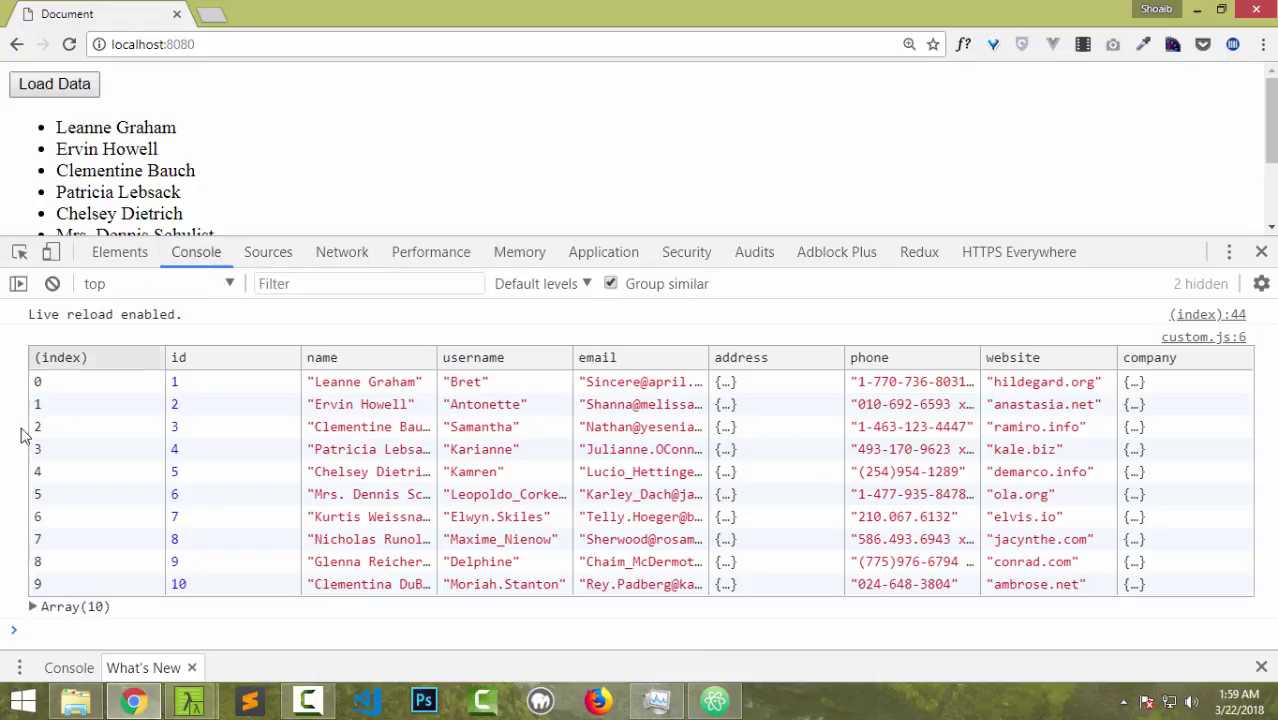 Document
Shoaib
localhost:8080
f?
Load Data
Leanne Graham
Ervin Howell
Clementine Bauch
Patricia Lebsack
Chelsey Dietrich
Mrs. Dennis Schulist
Elements Console Sources Network Performance Memory Application Security Audits Adblock Plus Redux HTTPS Everywhere
top Filter Default levels Group similar 2 hidden
Live reload enabled. (index):44
custom.js:6
(index) id name username email address phone website company
0 1 "Leanne Graham" "Bret" "Sincere@april.… {…} "1-770-736-8031… "hildegard.org" {…}
1 2 "Ervin Howell" "Antonette" "Shanna@melissa… {…} "010-692-6593 x… "anastasia.net" {…}
2 3 "Clementine Bau… "Samantha" "Nathan@yesenia… {…} "1-463-123-4447" "ramiro.info" {…}
3 4 "Patricia Lebsa… "Karianne" "Julianne.OConn… {…} "493-170-9623 x… "kale.biz" {…}
4 5 "Chelsey Dietri… "Kamren" "Lucio_Hettinge… {…} "(254)954-1289" "demarco.info" {…}
5 6 "Mrs. Dennis Sc… "Leopoldo_Corke… "Karley_Dach@ja… {…} "1-477-935-8478… "ola.org" {…}
6 7 "Kurtis Weissna… "Elwyn.Skiles" "Telly.Hoeger@b… {…} "210.067.6132" "elvis.io" {…}
7 8 "Nicholas Runol… "Maxime_Nienow" "Sherwood@rosam… {…} "586.493.6943 x… "jacynthe.com" {…}
8 9 "Glenna Reicher… "Delphine" "Chaim_McDermot… {…} "(775)976-6794 … "conrad.com" {…}
9 10 "Clementina DuB… "Moriah.Stanton" "Rey.Padberg@ka… {…} "024-648-3804" "ambrose.net" {…}
Array(10)
Console What's New
Ps
1:59 AM
3/22/2018